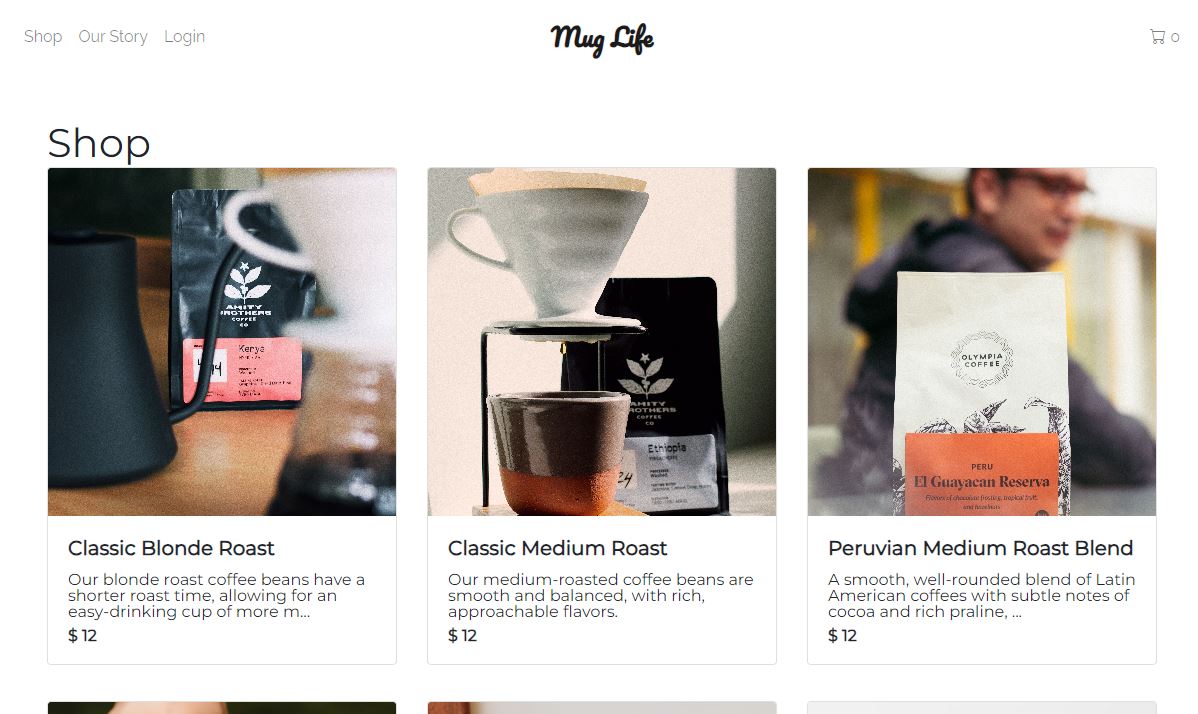 Shop Our Story Login
Mug Life
0
Shop
AMITY
BROTHERS
COFFEE
CO
Kenya
AMITY
BROTHERS
COFFEE
CO
Ethiopia
Washed
OLYMPIA
COFFEE
PERU
El Guayacan Reserva
Flavors of chocolate frosting, tropical fruit,
and hazelnuts
Classic Blonde Roast
Our blonde roast coffee beans have a
shorter roast time, allowing for an
easy-drinking cup of more m...
$ 12
Classic Medium Roast
Our medium-roasted coffee beans are
smooth and balanced, with rich,
approachable flavors.
$ 12
Peruvian Medium Roast Blend
A smooth, well-rounded blend of Latin
American coffees with subtle notes of
cocoa and rich praline, ...
$ 12